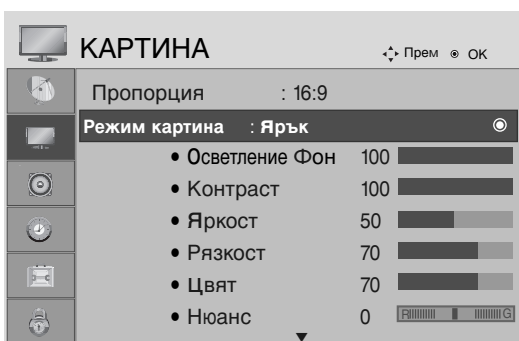 КАРТИНА Прем ОК
Пропорция : 16:9
Режим картина : Ярък
• Осветление Фон 100
• Контраст 100
• Яркост 50
• Рязкост 70
• Цвят 70
• Нюанс 0 R G